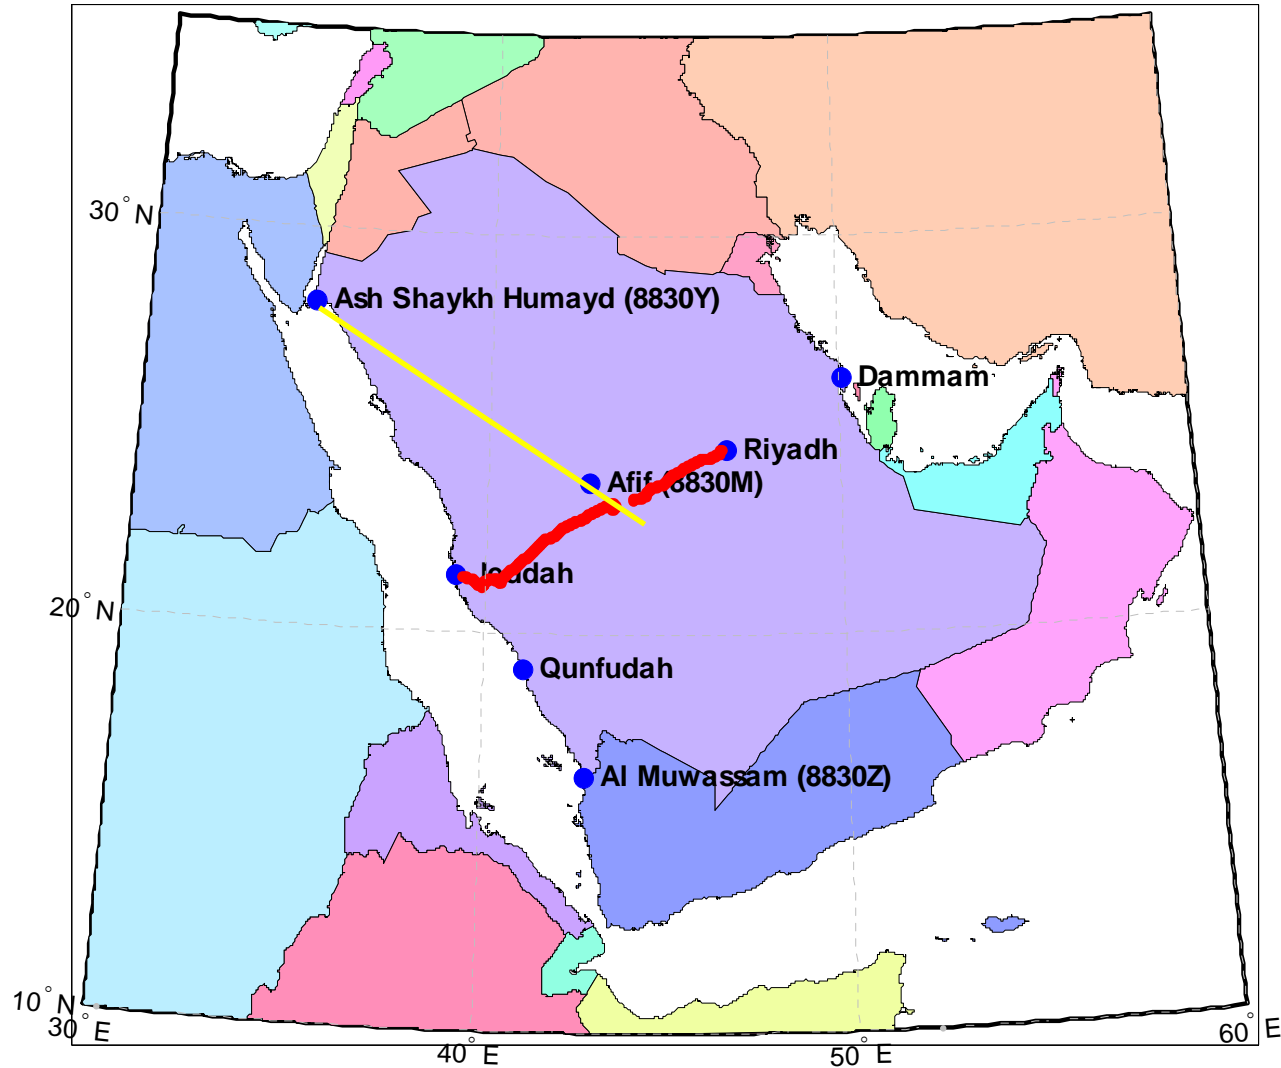 30° N
Ash Shaykh Humayd (8830Y)
Dammam
Riyadh
Afif (8830M)
Jeddah
20° N
Qunfudah
Al Muwassam (8830Z)
10° N
30° E
40° E
50° E
60° E